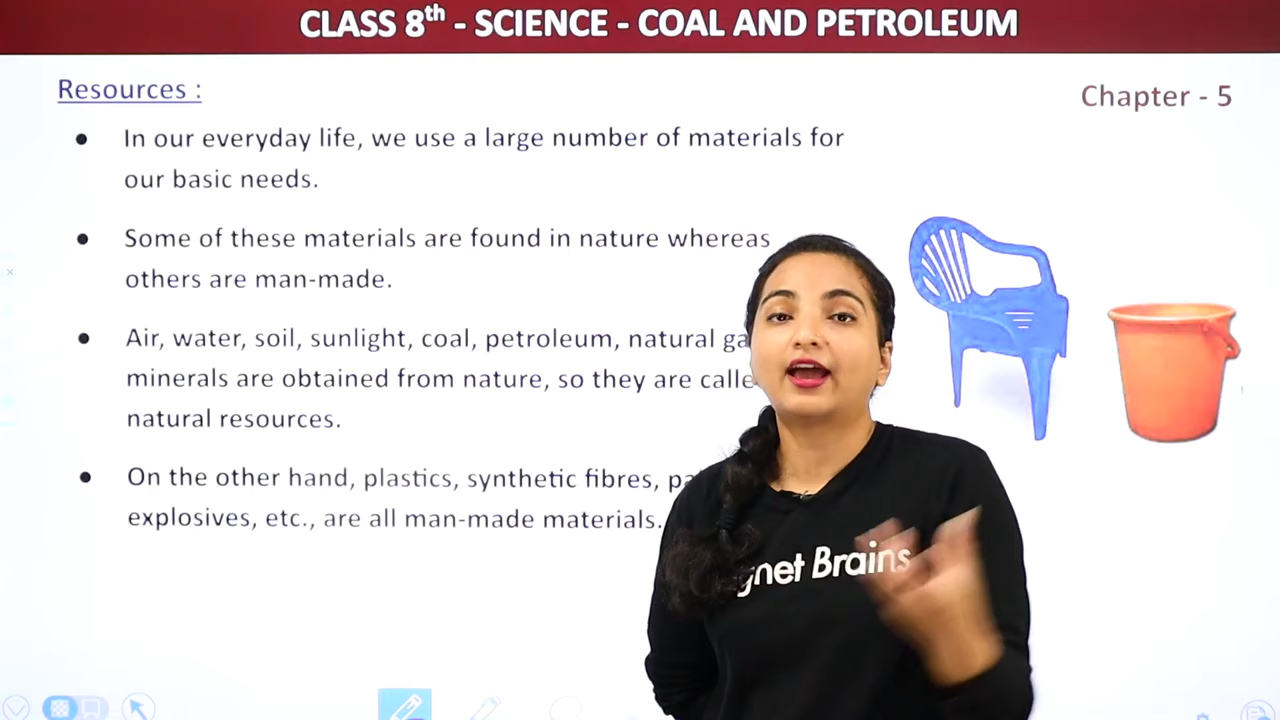 CLASS 8th - SCIENCE - COAL AND PETROLEUM
Resources :
Chapter - 5
● In our everyday life, we use a large number of materials for
our basic needs.
● Some of these materials are found in nature whereas
others are man-made.
● Air, water, soil, sunlight, coal, petroleum, natural
minerals are obtained from nature, so they are
natural resources.
● On the other hand, plastics, synthetic fibres,
explosives, etc., are all man-made materials.
Brains